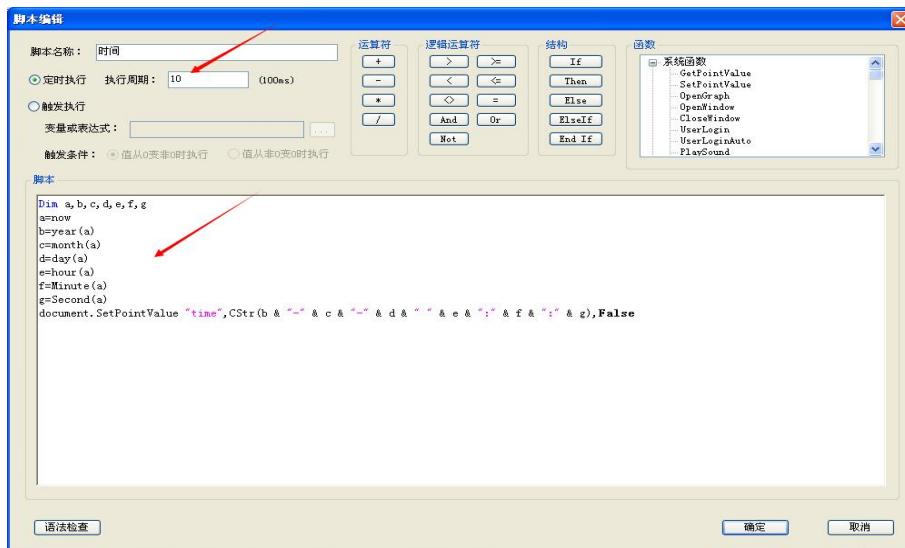 脚本编辑
脚本名称： 时间
定时执行 执行周期： 10 (100ms)
触发执行
变量或表达式： ...
触发条件： 值从0变非0时执行 值从非0变0时执行
运算符
+
-
*
/
逻辑运算符
> >=
< <=
<> =
And Or
Not
结构
If
Then
Else
ElseIf
End If
函数
系统函数
GetPointValue
SetPointValue
OpenGraph
OpenWindow
CloseWindow
UserLogin
UserLoginAuto
PlaySound
脚本
Dim a,b,c,d,e,f,g
a=now
b=year(a)
c=month(a)
d=day(a)
e=hour(a)
f=Minute(a)
g=Second(a)
document.SetPointValue "time",CStr(b & "-" & c & "-" & d & " " & e & ":" & f & ":" & g),False
语法检查 确定 取消